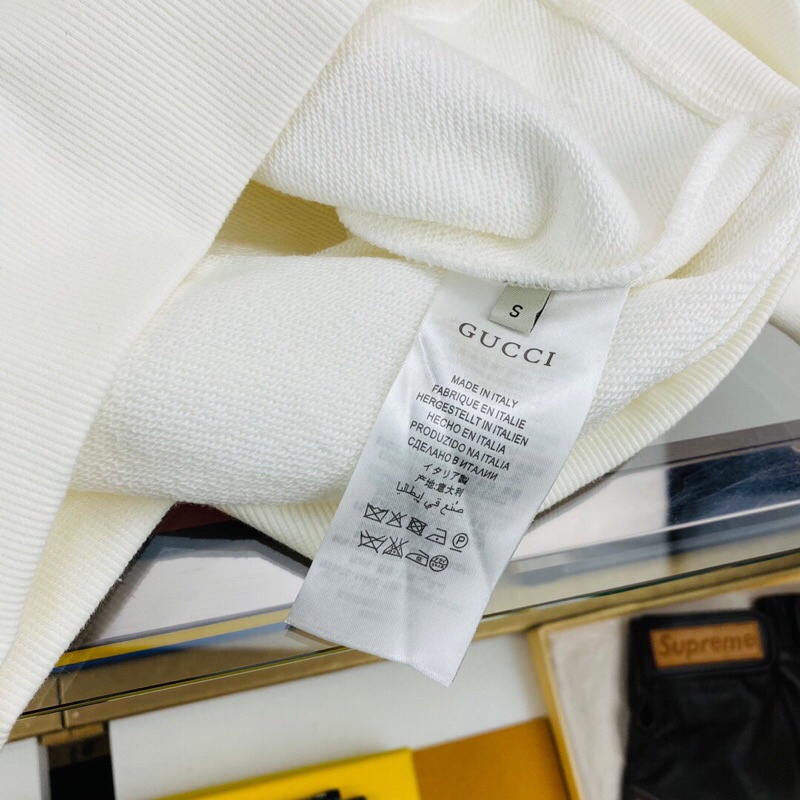 S
GUCCI
MADE IN ITALY
FABRIQUE EN ITALIE
HERGESTELLT IN ITALIEN
HECHO EN ITALIA
PRODUZIDO NA ITALIA
СДЕЛАНО В ИТАЛИИ
イタリア製
产地:意大利
صنع في إيطاليا
Supreme